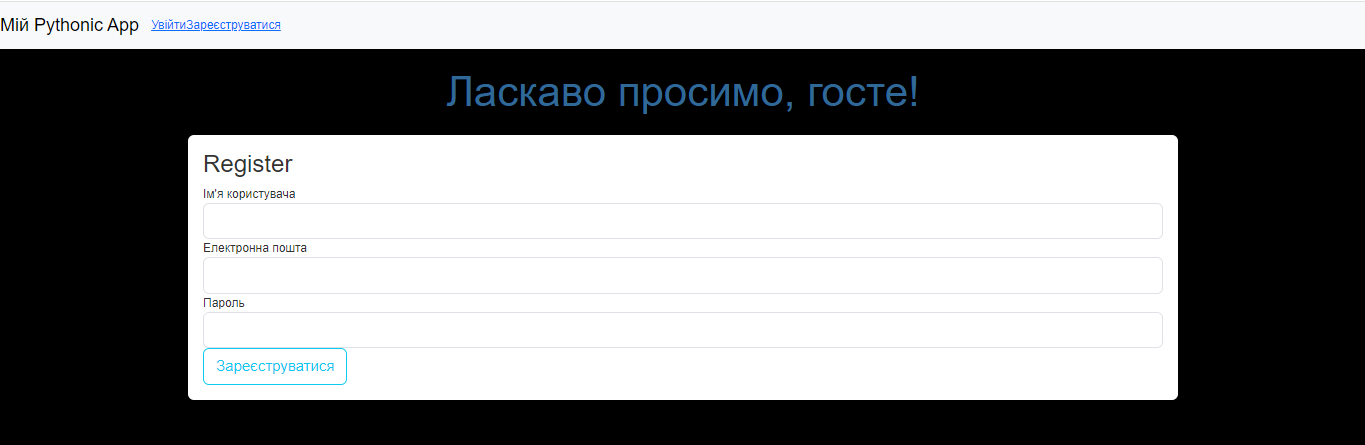 Мій Pythonic App УвійтиЗареєструватися
Ласкаво просимо, госте!
Register
Ім'я користувача
Електронна пошта
Пароль
Зареєструватися